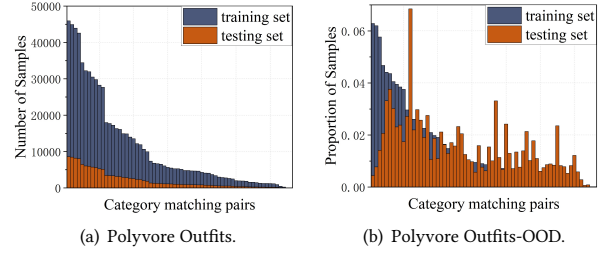 50000
40000
30000
20000
10000
0
Number of Samples
training set
testing set
Category matching pairs
(a) Polyvore Outfits.
0.06
0.04
0.02
0.00
Proportion of Samples
training set
testing set
Category matching pairs
(b) Polyvore Outfits-OOD.